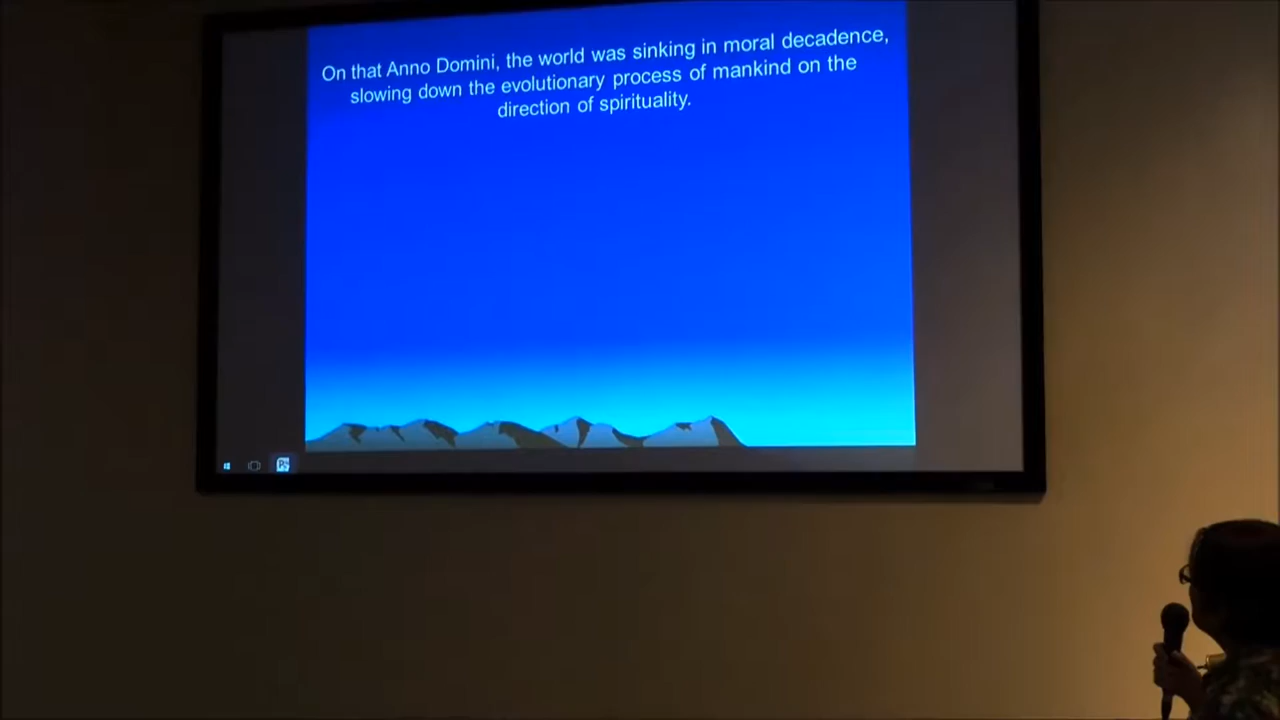 On that Anno Domini, the world was sinking in moral decadence,
slowing down the evolutionary process of mankind on the
direction of spirituality.